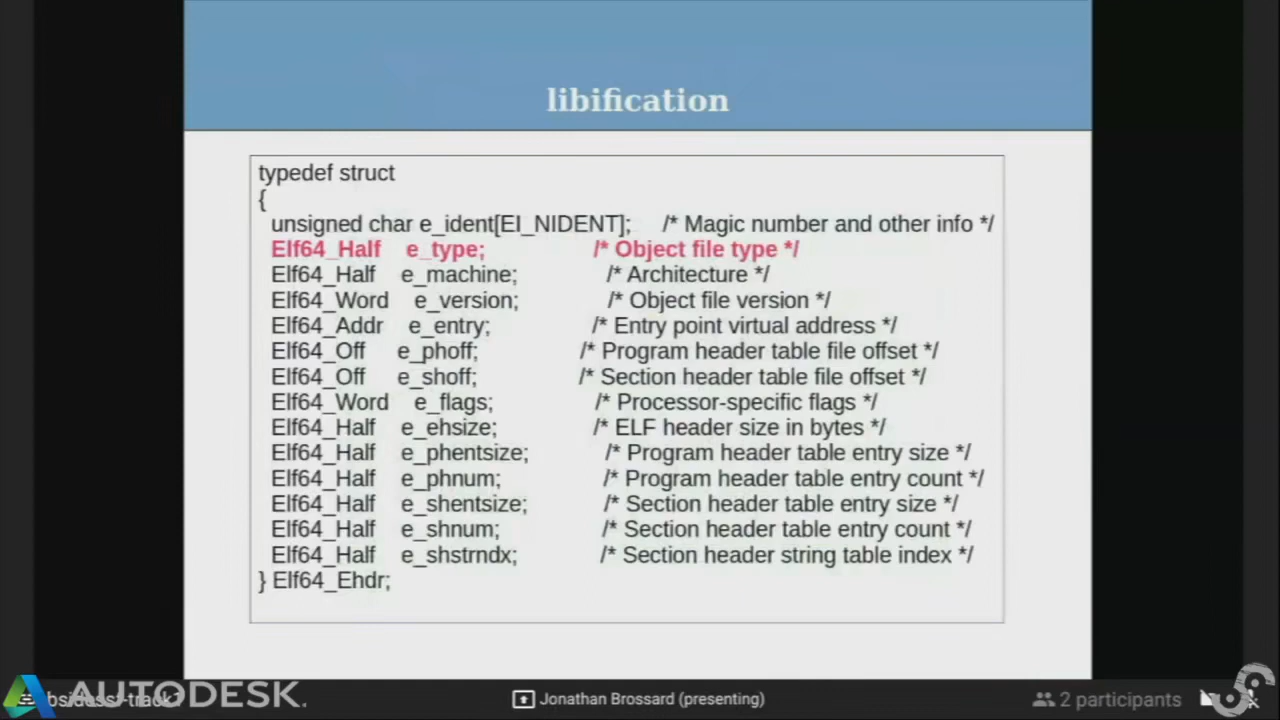 libification
typedef struct
{
unsigned char e_ident[EI_NIDENT]; /* Magic number and other info */
Elf64_Half e_type; /* Object file type */
Elf64_Half e_machine; /* Architecture */
Elf64_Word e_version; /* Object file version */
Elf64_Addr e_entry; /* Entry point virtual address */
Elf64_Off e_phoff; /* Program header table file offset */
Elf64_Off e_shoff; /* Section header table file offset */
Elf64_Word e_flags; /* Processor-specific flags */
Elf64_Half e_ehsize; /* ELF header size in bytes */
Elf64_Half e_phentsize; /* Program header table entry size */
Elf64_Half e_phnum; /* Program header table entry count */
Elf64_Half e_shentsize; /* Section header table entry size */
Elf64_Half e_shnum; /* Section header table entry count */
Elf64_Half e_shstrndx; /* Section header string table index */
} Elf64_Ehdr;
AUTODESK.
Jonathan Brossard (presenting)
2 participants